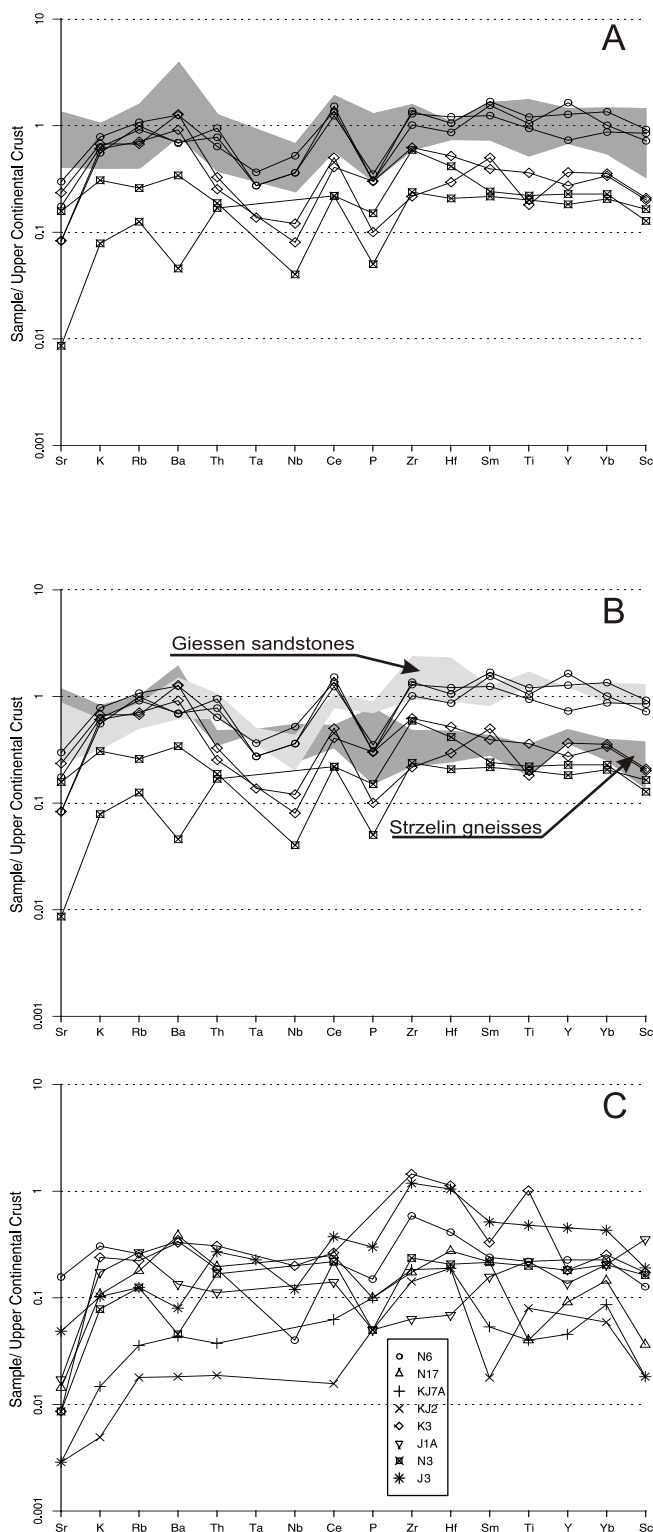 A
Sample/ Upper Continental Crust
10
1
0.1
0.01
0.001
Sr K Rb Ba Th Ta Nb Ce P Zr Hf Sm Ti Y Yb Sc
B
Sample/ Upper Continental Crust
10
1
0.1
0.01
0.001
Giessen sandstones
Strzelin gneisses
Sr K Rb Ba Th Ta Nb Ce P Zr Hf Sm Ti Y Yb Sc
C
Sample/ Upper Continental Crust
10
1
0.1
0.01
0.001
N6
N17
KJ7A
KJ2
K3
J1A
N3
J3
Sr K Rb Ba Th Ta Nb Ce P Zr Hf Sm Ti Y Yb Sc